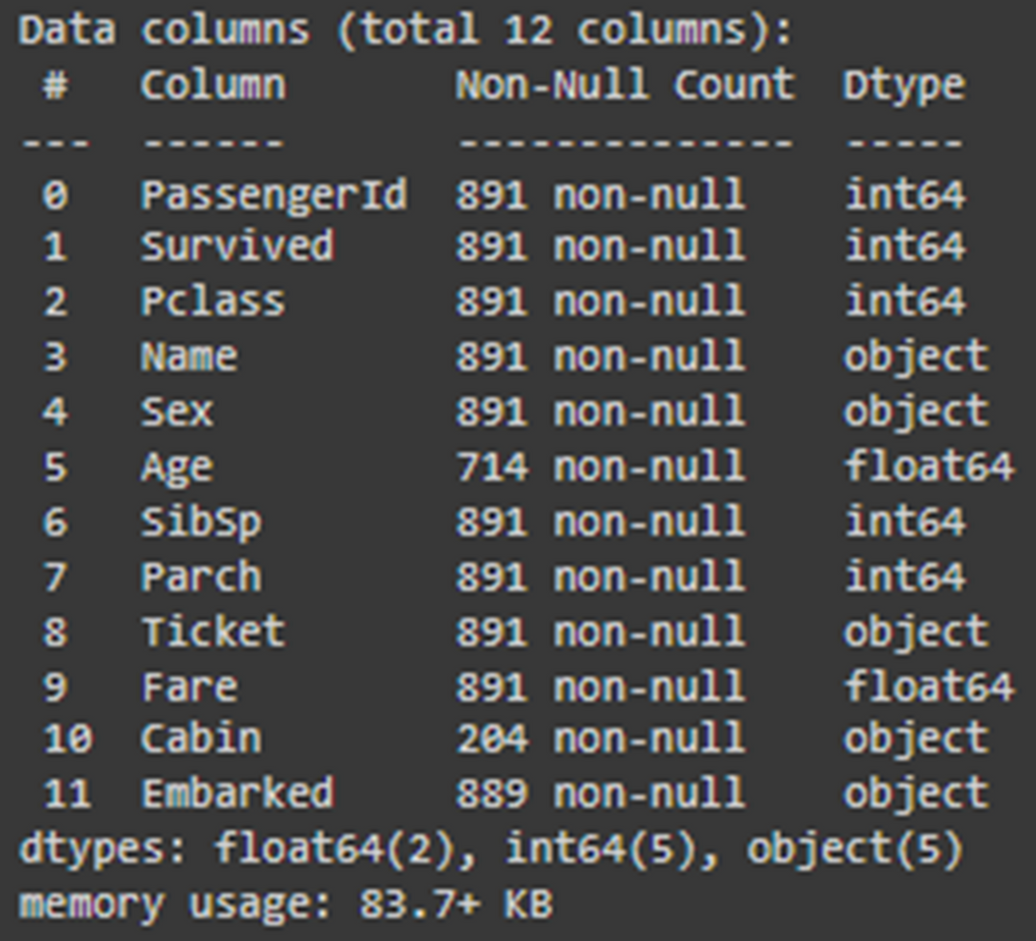 Data columns (total 12 columns):
 #   Column       Non-Null Count  Dtype
---  ------       --------------  -----
 0   PassengerId  891 non-null    int64
 1   Survived     891 non-null    int64
 2   Pclass       891 non-null    int64
 3   Name         891 non-null    object
 4   Sex          891 non-null    object
 5   Age          714 non-null    float64
 6   SibSp        891 non-null    int64
 7   Parch        891 non-null    int64
 8   Ticket       891 non-null    object
 9   Fare         891 non-null    float64
 10  Cabin        204 non-null    object
 11  Embarked     889 non-null    object
dtypes: float64(2), int64(5), object(5)
memory usage: 83.7+ KB